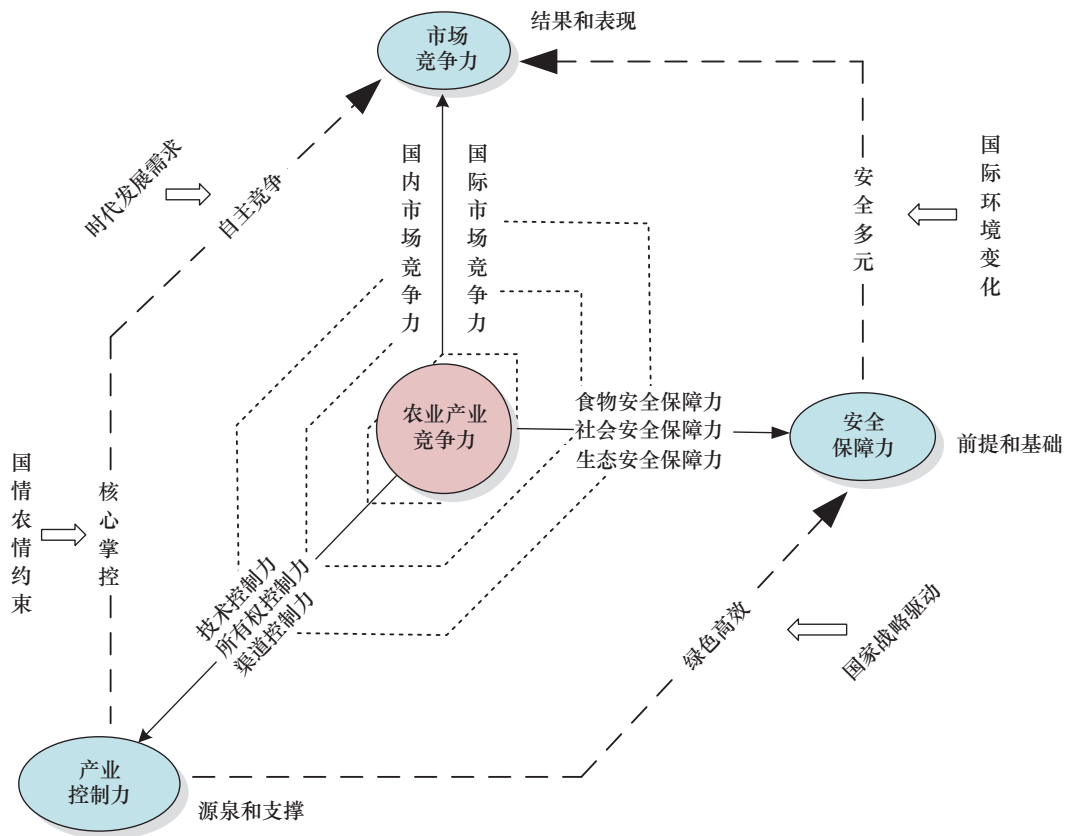 结果和表现
市场
竞争力
时代发展需求
自主竞争
国内市场竞争力
国际市场竞争力
安全多元
国际环境变化
农业产业
竞争力
食物安全保障力
社会安全保障力
生态安全保障力
安全
保障力
前提和基础
国情农情约束
核心掌控
技术控制力
所有权控制力
渠道控制力
绿色高效
国家战略驱动
产业
控制力
源泉和支撑